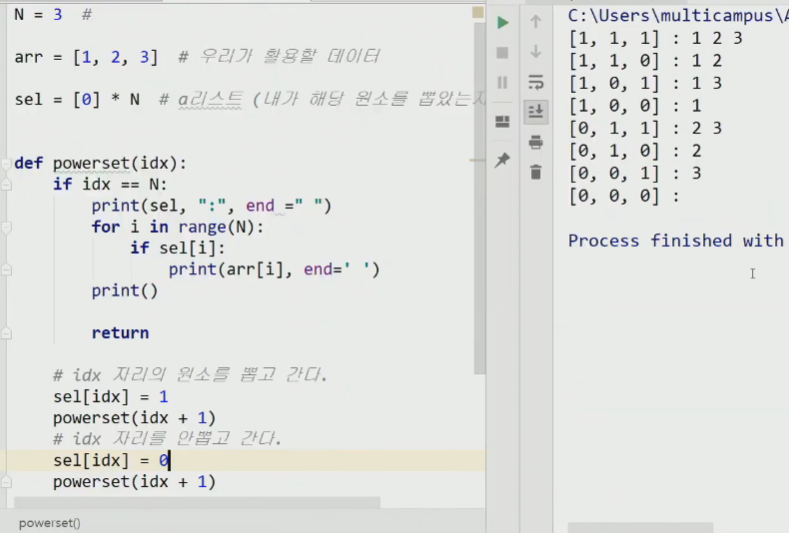 N = 3  #
arr = [1, 2, 3]  # 우리가 활용할 데이터
sel = [0] * N  # a리스트 (내가 해당 원소를 뽑았는지
def powerset(idx):
    if idx == N:
        print(sel, ":", end =" ")
        for i in range(N):
            if sel[i]:
                print(arr[i], end=' ')
        print()
        return
    # idx 자리의 원소를 뽑고 간다.
    sel[idx] = 1
    powerset(idx + 1)
    # idx 자리를 안뽑고 간다.
    sel[idx] = 0
    powerset(idx + 1)
powerset()
C:\Users\multicampus\A
[1, 1, 1] : 1 2 3
[1, 1, 0] : 1 2
[1, 0, 1] : 1 3
[1, 0, 0] : 1
[0, 1, 1] : 2 3
[0, 1, 0] : 2
[0, 0, 1] : 3
[0, 0, 0] :
Process finished with